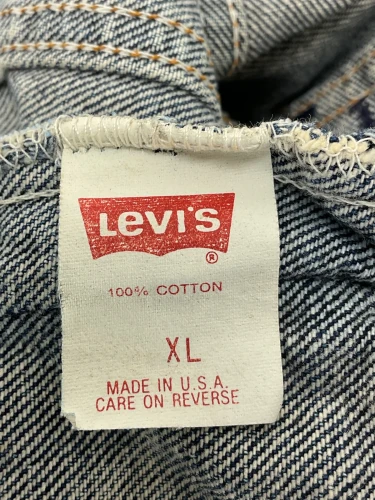 LEVI'S
®
100% COTTON
XL
MADE IN U.S.A.
CARE ON REVERSE